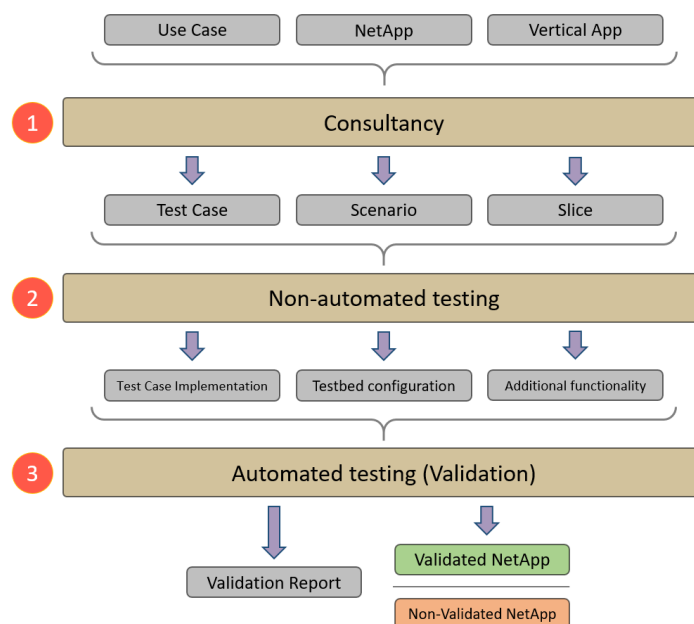 Use Case
NetApp
Vertical App
1
Consultancy
Test Case
Scenario
Slice
2
Non-automated testing
Test Case Implementation
Testbed configuration
Additional functionality
3
Automated testing (Validation)
Validation Report
Validated NetApp
Non-Validated NetApp